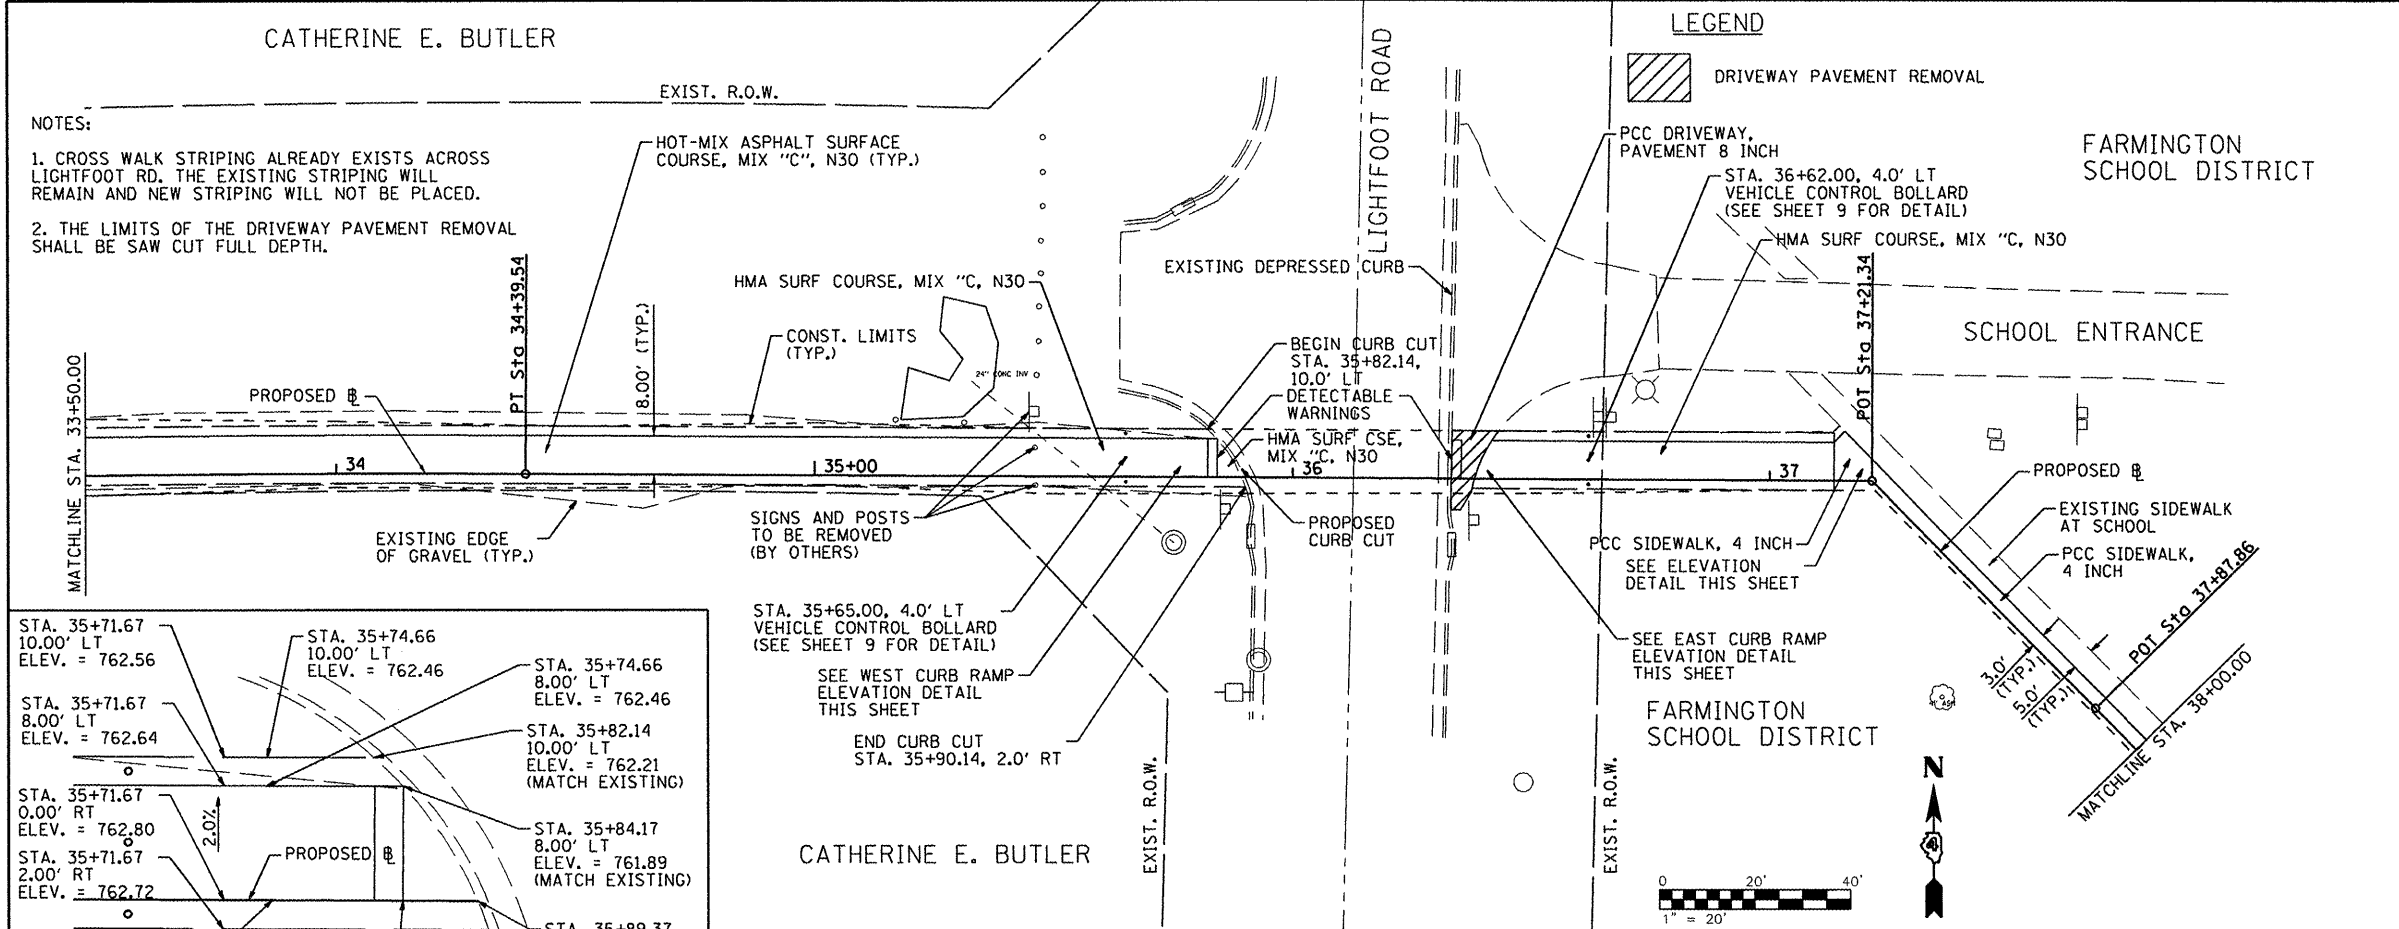 CATHERINE E. BUTLER
EXIST. R.O.W.
NOTES:
1. CROSS WALK STRIPING ALREADY EXISTS ACROSS
LIGHTFOOT RD. THE EXISTING STRIPING WILL
REMAIN AND NEW STRIPING WILL NOT BE PLACED.
2. THE LIMITS OF THE DRIVEWAY PAVEMENT REMOVAL
SHALL BE SAW CUT FULL DEPTH.
HOT-MIX ASPHALT SURFACE
COURSE, MIX "C", N30 (TYP.)
LIGHTFOOT ROAD
LEGEND
DRIVEWAY PAVEMENT REMOVAL
PCC DRIVEWAY,
PAVEMENT 8 INCH
FARMINGTON
SCHOOL DISTRICT
STA. 36+62.00, 4.0' LT
VEHICLE CONTROL BOLLARD
(SEE SHEET 9 FOR DETAIL)
HMA SURF COURSE, MIX "C, N30
EXISTING DEPRESSED CURB
HMA SURF COURSE, MIX "C, N30
PT Sta 34+39.54
8.00' (TYP.)
CONST. LIMITS
(TYP.)
24" CONC INV
BEGIN CURB CUT
STA. 35+82.14,
10.0' LT
DETECTABLE
WARNINGS
HMA SURF CSE,
MIX "C, N30
POT Sta 37+21.34
SCHOOL ENTRANCE
MATCHLINE STA. 33+50.00
PROPOSED ℄
34
35+00
36
37
PROPOSED ℄
EXISTING SIDEWALK
AT SCHOOL
PCC SIDEWALK,
4 INCH
EXISTING EDGE
OF GRAVEL (TYP.)
SIGNS AND POSTS
TO BE REMOVED
(BY OTHERS)
PROPOSED
CURB CUT
PCC SIDEWALK, 4 INCH
SEE ELEVATION
DETAIL THIS SHEET
POT Sta 37+87.86
3.0'
(TYP.)
5.0'
(TYP.)
MATCHLINE STA. 38+00.00
STA. 35+65.00, 4.0' LT
VEHICLE CONTROL BOLLARD
(SEE SHEET 9 FOR DETAIL)
SEE WEST CURB RAMP
ELEVATION DETAIL
THIS SHEET
END CURB CUT
STA. 35+90.14, 2.0' RT
SEE EAST CURB RAMP
ELEVATION DETAIL
THIS SHEET
FARMINGTON
SCHOOL DISTRICT
EXIST. R.O.W.
EXIST. R.O.W.
CATHERINE E. BUTLER
N
4
0 20' 40'
1" = 20'
STA. 35+71.67
10.00' LT
ELEV. = 762.56
STA. 35+74.66
10.00' LT
ELEV. = 762.46
STA. 35+74.66
8.00' LT
ELEV. = 762.46
STA. 35+71.67
8.00' LT
ELEV. = 762.64
STA. 35+82.14
10.00' LT
ELEV. = 762.21
(MATCH EXISTING)
STA. 35+71.67
0.00' RT
ELEV. = 762.80
2.0%
STA. 35+84.17
8.00' LT
ELEV. = 761.89
(MATCH EXISTING)
PROPOSED ℄
STA. 35+71.67
2.00' RT
ELEV. = 762.72
STA. 35+89.37